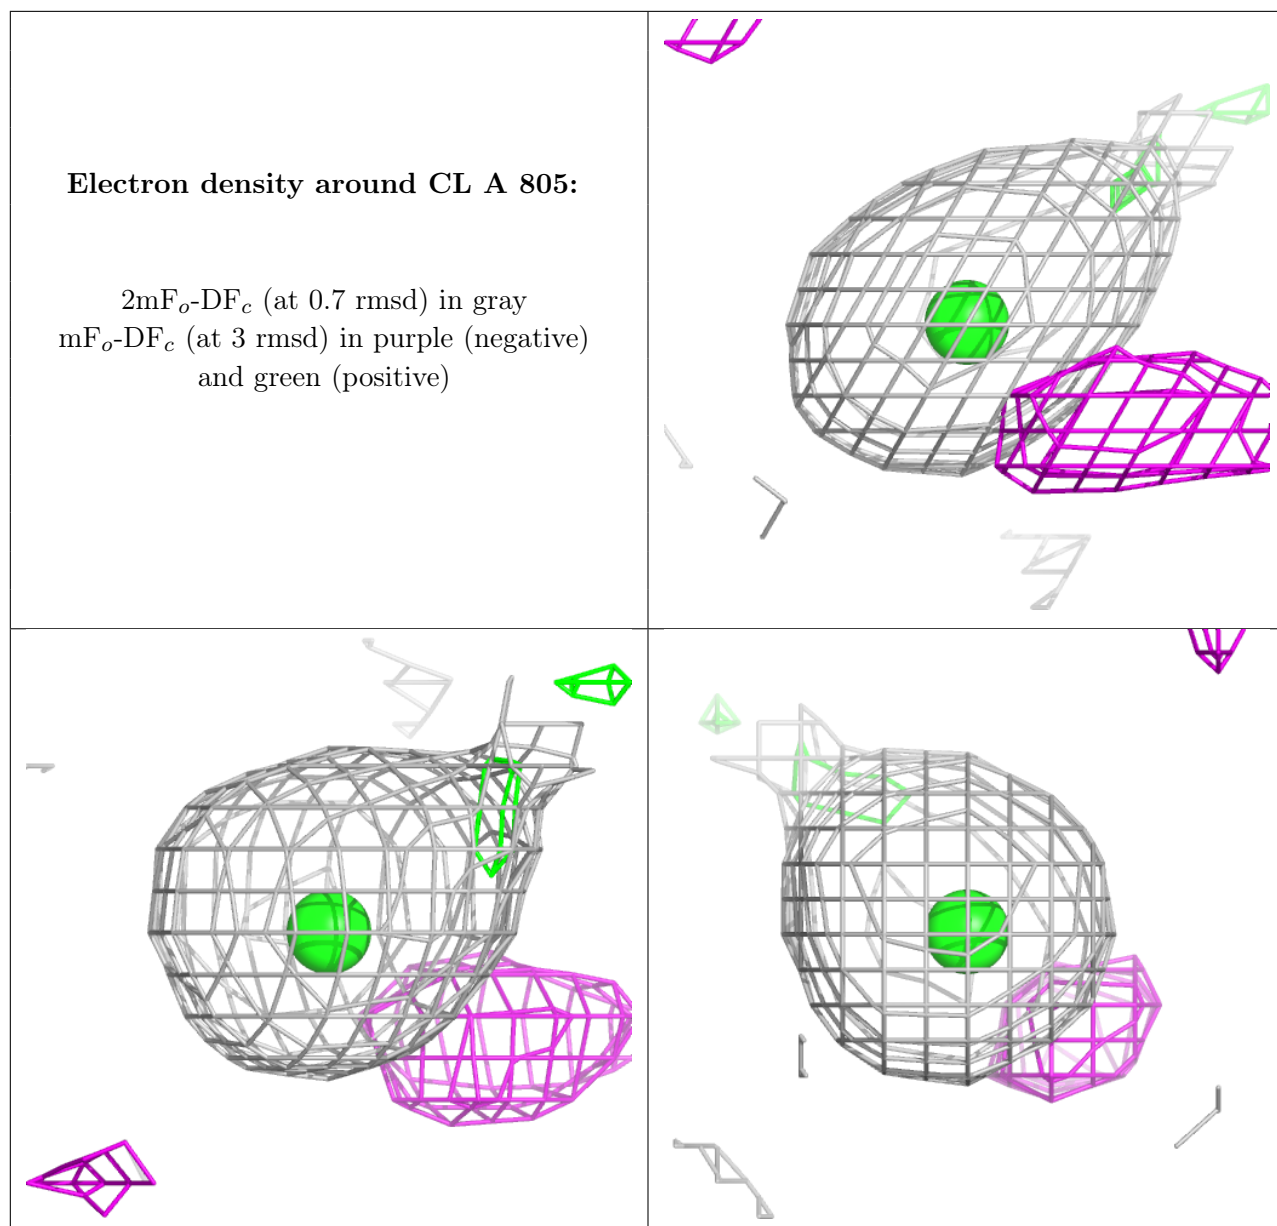 Electron density around CL A 805:
2mFo-DFc (at 0.7 rmsd) in gray
mFo-DFc (at 3 rmsd) in purple (negative)
and green (positive)